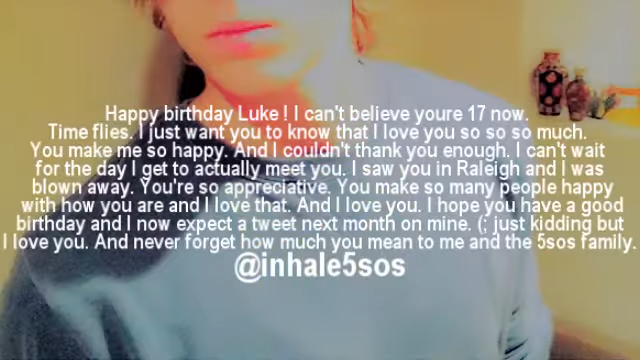 Happy birthday Luke ! I can't believe youre 17 now.
Time flies. I just want you to know that I love you so so so much.
You make me so happy. And I couldn't thank you enough. I can't wait
for the day I get to actually meet you. I saw you in Raleigh and I was
blown away. You're so appreciative. You make so many people happy
with how you are and I love that. And I love you. I hope you have a good
birthday and I now expect a tweet next month on mine. (; just kidding but
I love you. And never forget how much you mean to me and the 5sos family.
@inhale5sos